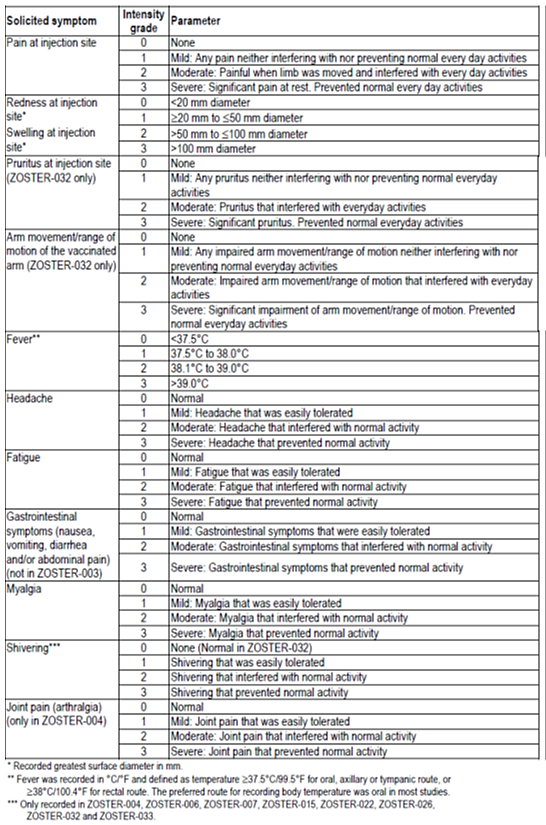 Solicited symptom Intensity grade Parameter
Pain at injection site 0 None
1 Mild: Any pain neither interfering with nor preventing normal every day activities
2 Moderate: Painful when limb was moved and interfered with every day activities
3 Severe: Significant pain at rest. Prevented normal every day activities
Redness at injection site* 0 <20 mm diameter
1 ≥20 mm to ≤50 mm diameter
Swelling at injection site* 2 >50 mm to ≤100 mm diameter
3 >100 mm diameter
Pruritus at injection site (ZOSTER-032 only) 0 None
1 Mild: Any pruritus neither interfering with nor preventing normal everyday activities
2 Moderate: Pruritus that interfered with everyday activities
3 Severe: Significant pruritus. Prevented normal everyday activities
Arm movement/range of motion of the vaccinated arm (ZOSTER-032 only) 0 None
1 Mild: Any impaired arm movement/range of motion neither interfering with nor preventing normal everyday activities
2 Moderate: Impaired arm movement/range of motion that interfered with everyday activities
3 Severe: Significant impairment of arm movement/range of motion. Prevented normal everyday activities
Fever** 0 <37.5°C
1 37.5°C to 38.0°C
2 38.1°C to 39.0°C
3 >39.0°C
Headache 0 Normal
1 Mild: Headache that was easily tolerated
2 Moderate: Headache that interfered with normal activity
3 Severe: Headache that prevented normal activity
Fatigue 0 Normal
1 Mild: Fatigue that was easily tolerated
2 Moderate: Fatigue that interfered with normal activity
3 Severe: Fatigue that prevented normal activity
Gastrointestinal symptoms (nausea, vomiting, diarrhea and/or abdominal pain) (not in ZOSTER-003) 0 Normal
1 Mild: Gastrointestinal symptoms that were easily tolerated
2 Moderate: Gastrointestinal symptoms that interfered with normal activity
3 Severe: Gastrointestinal symptoms that prevented normal activity
Myalgia 0 Normal
1 Mild: Myalgia that was easily tolerated
2 Moderate: Myalgia that interfered with normal activity
3 Severe: Myalgia that prevented normal activity
Shivering*** 0 None (Normal in ZOSTER-032)
1 Shivering that was easily tolerated
2 Shivering that interfered with normal activity
3 Shivering that prevented normal activity
Joint pain (arthralgia) (only in ZOSTER-004) 0 Normal
1 Mild: Joint pain that was easily tolerated
2 Moderate: Joint pain that interfered with normal activity
3 Severe: Joint pain that prevented normal activity
* Recorded greatest surface diameter in mm.
** Fever was recorded in °C/°F and defined as temperature ≥37.5°C/99.5°F for oral, axillary or tympanic route, or
≥38°C/100.4°F for rectal route. The preferred route for recording body temperature was oral in most studies.
*** Only recorded in ZOSTER-004, ZOSTER-006, ZOSTER-007, ZOSTER-015, ZOSTER-022, ZOSTER-026,
ZOSTER-032 and ZOSTER-033.